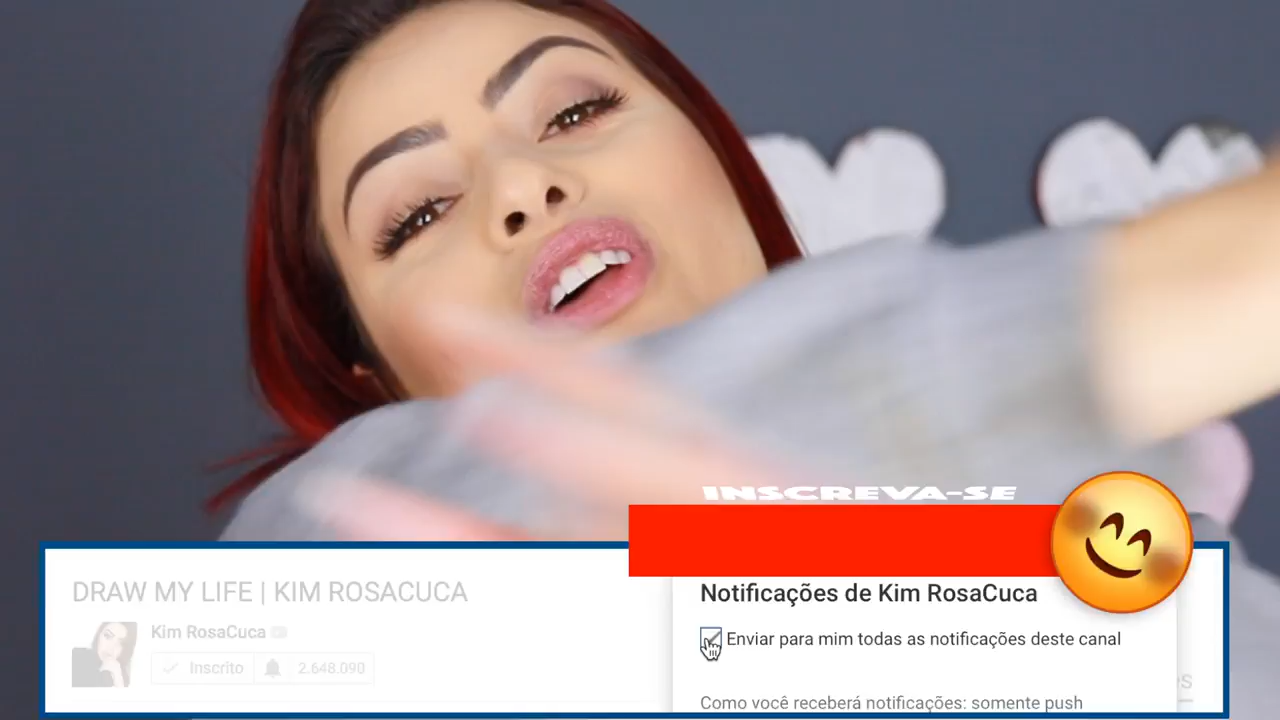 INSCREVA-SE
DRAW MY LIFE | KIM ROSACUCA
Notificações de Kim RosaCuca
Kim RosaCuca
Enviar para mim todas as notificações deste canal
Inscrito 2.648.090
Como você receberá notificações: somente push